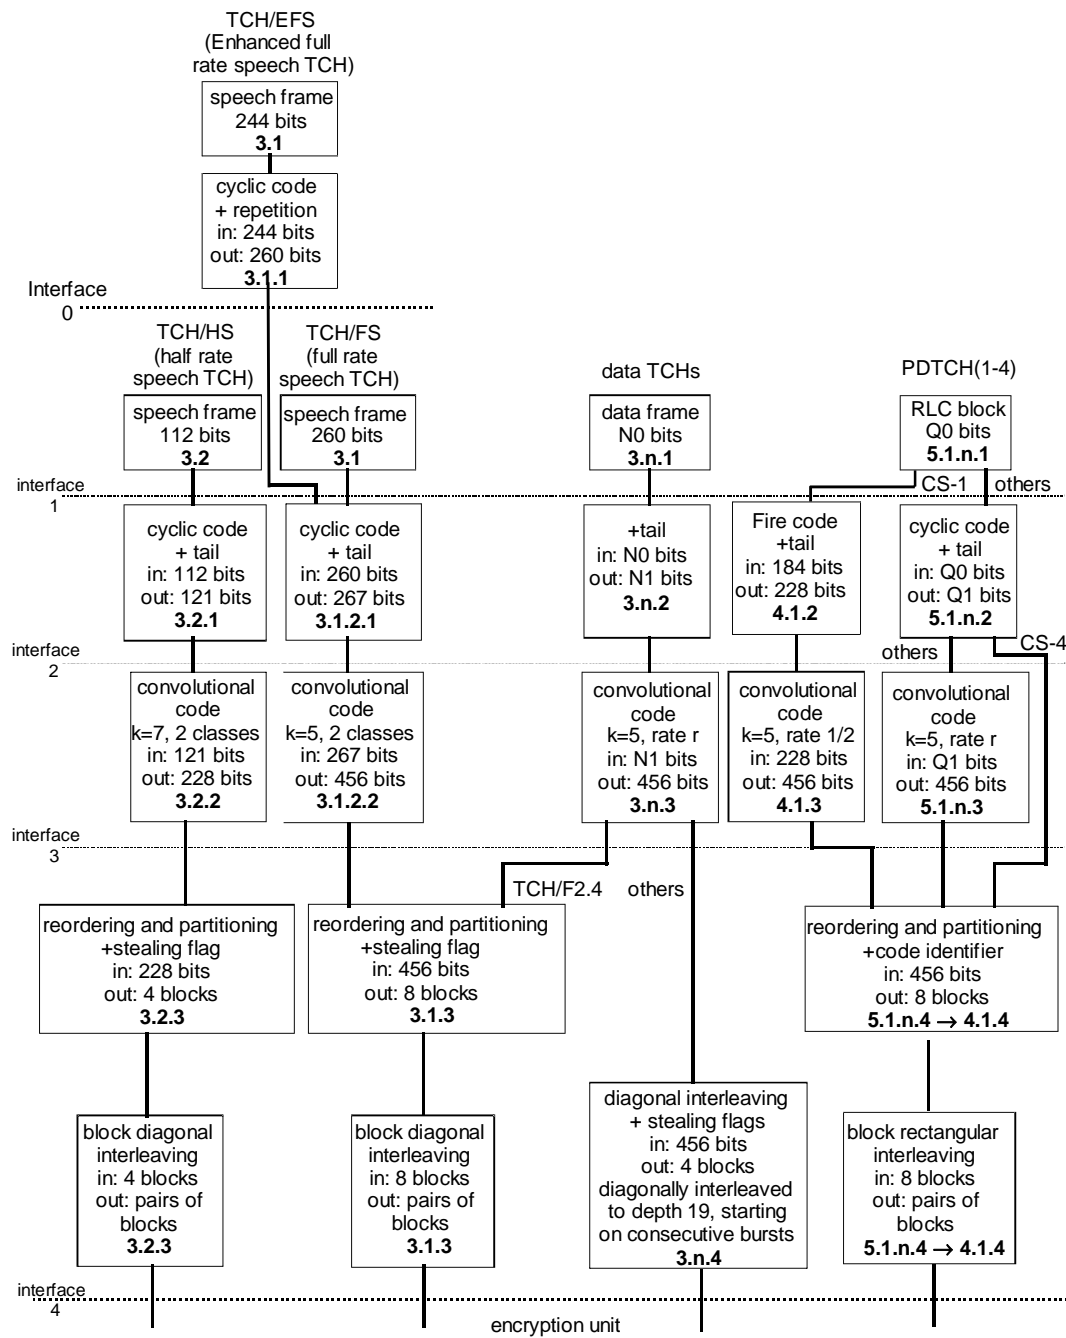 TCH/EFS
(Enhanced full
rate speech TCH)
speech frame
244 bits
3.1
cyclic code
+ repetition
in: 244 bits
out: 260 bits
3.1.1
Interface
0
TCH/HS
(half rate
speech TCH)
TCH/FS
(full rate
speech TCH)
data TCHs
PDTCH(1-4)
speech frame
112 bits
3.2
speech frame
260 bits
3.1
data frame
N0 bits
3.n.1
RLC block
Q0 bits
5.1.n.1
interface
1
CS-1
others
cyclic code
+ tail
in: 112 bits
out: 121 bits
3.2.1
cyclic code
+ tail
in: 260 bits
out: 267 bits
3.1.2.1
+tail
in: N0 bits
out: N1 bits
3.n.2
Fire code
+tail
in: 184 bits
out: 228 bits
4.1.2
cyclic code
+ tail
in: Q0 bits
out: Q1 bits
5.1.n.2
interface
2
others
CS-4
convolutional
code
k=7, 2 classes
in: 121 bits
out: 228 bits
3.2.2
convolutional
code
k=5, 2 classes
in: 267 bits
out: 456 bits
3.1.2.2
convolutional
code
k=5, rate r
in: N1 bits
out: 456 bits
3.n.3
convolutional
code
k=5, rate 1/2
in: 228 bits
out: 456 bits
4.1.3
convolutional
code
k=5, rate r
in: Q1 bits
out: 456 bits
5.1.n.3
interface
3
TCH/F2.4
others
reordering and partitioning
+stealing flag
in: 228 bits
out: 4 blocks
3.2.3
reordering and partitioning
+stealing flag
in: 456 bits
out: 8 blocks
3.1.3
reordering and partitioning
+code identifier
in: 456 bits
out: 8 blocks
5.1.n.4 → 4.1.4
block diagonal
interleaving
in: 4 blocks
out: pairs of
blocks
3.2.3
block diagonal
interleaving
in: 8 blocks
out: pairs of
blocks
3.1.3
diagonal interleaving
+ stealing flags
in: 456 bits
out: 4 blocks
diagonally interleaved
to depth 19, starting
on consecutive bursts
3.n.4
block rectangular
interleaving
in: 8 blocks
out: pairs of
blocks
5.1.n.4 → 4.1.4
interface
4
encryption unit